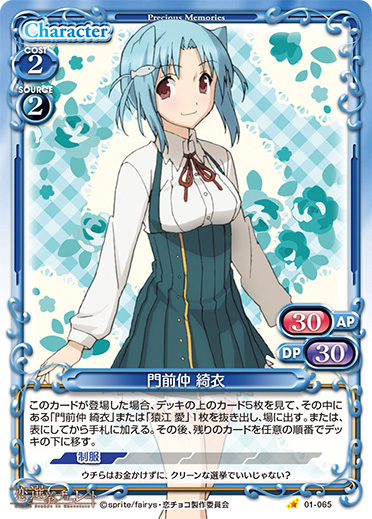 Precious Memories
Character
COST
2
SOURCE
2
30 AP
DP 30
門前仲 綺衣
このカードが登場した場合、デッキの上のカード5枚を見て、その中に
ある「門前仲 綺衣」または「猿江 愛」1枚を抜き出し、場に出す。または、
表にしてから手札に加える。その後、残りのカードを任意の順番でデッ
キの下に移す。
制服
ウチらはお金かけずに、クリーンな選挙でいいじゃない?
恋と選挙とチョコレート
©sprite/fairys・恋チョコ製作委員会
01-065